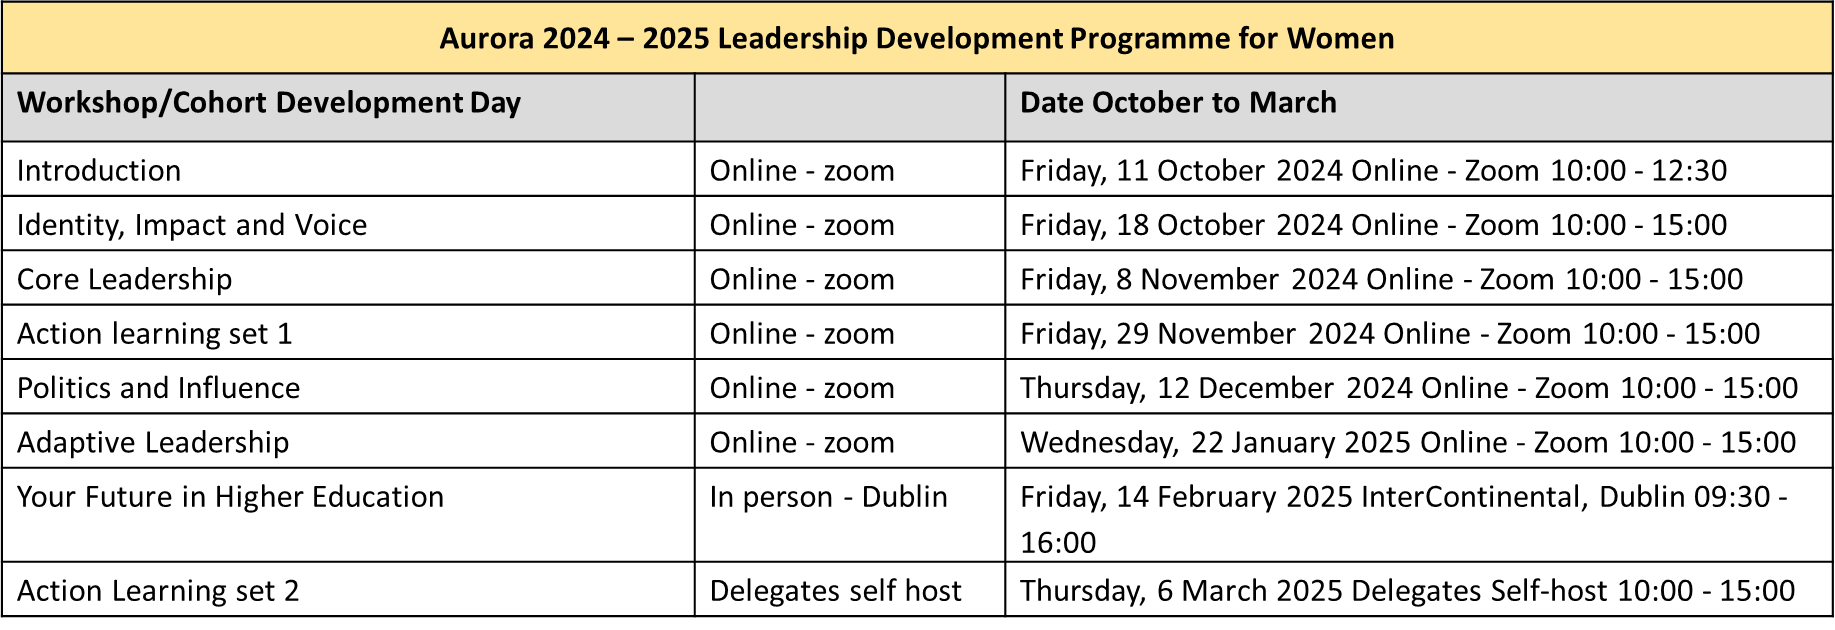 Aurora 2024 – 2025 Leadership Development Programme for Women
Workshop/Cohort Development Day Date October to March
Introduction Online - zoom Friday, 11 October 2024 Online - Zoom 10:00 - 12:30
Identity, Impact and Voice Online - zoom Friday, 18 October 2024 Online - Zoom 10:00 - 15:00
Core Leadership Online - zoom Friday, 8 November 2024 Online - Zoom 10:00 - 15:00
Action learning set 1 Online - zoom Friday, 29 November 2024 Online - Zoom 10:00 - 15:00
Politics and Influence Online - zoom Thursday, 12 December 2024 Online - Zoom 10:00 - 15:00
Adaptive Leadership Online - zoom Wednesday, 22 January 2025 Online - Zoom 10:00 - 15:00
Your Future in Higher Education In person - Dublin Friday, 14 February 2025 InterContinental, Dublin 09:30 -
16:00
Action Learning set 2 Delegates self host Thursday, 6 March 2025 Delegates Self-host 10:00 - 15:00